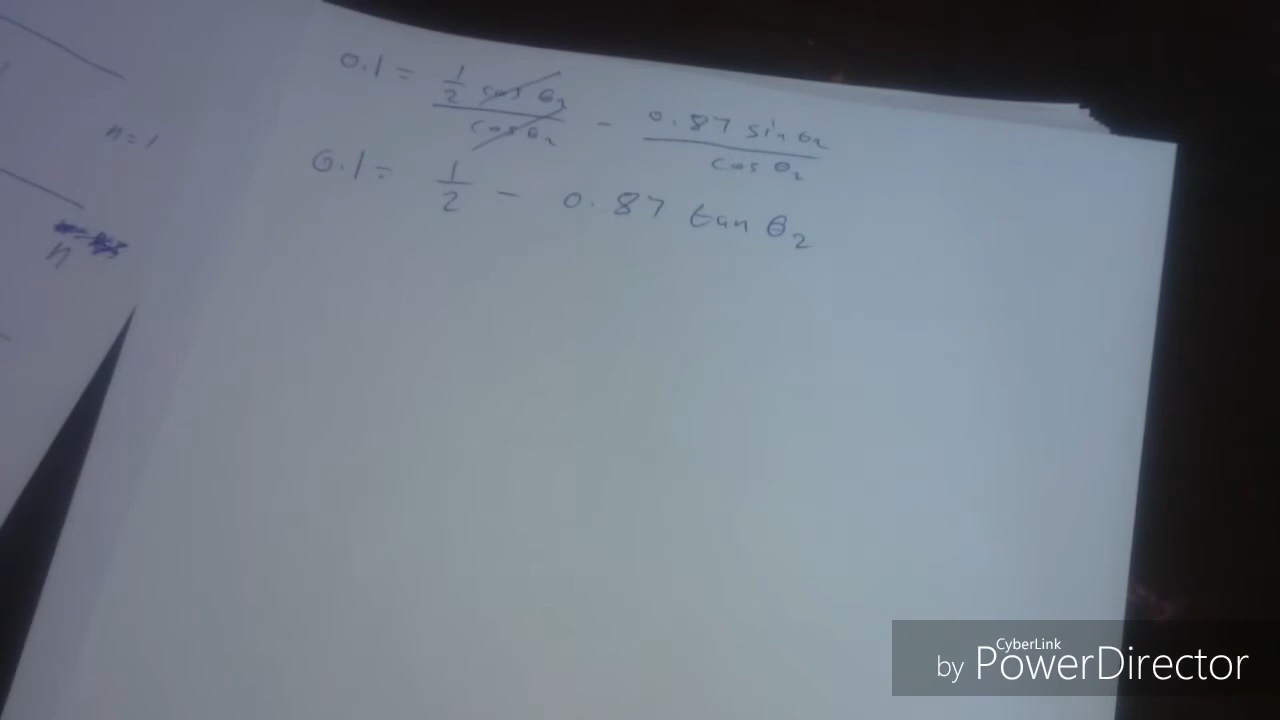 0.1 = 1/2 cos θ2 / cos θ2 - 0.87 sin θ2 / cos θ2
0.1 = 1/2 - 0.87 tan θ2
n = 1
n
CyberLink
by PowerDirector